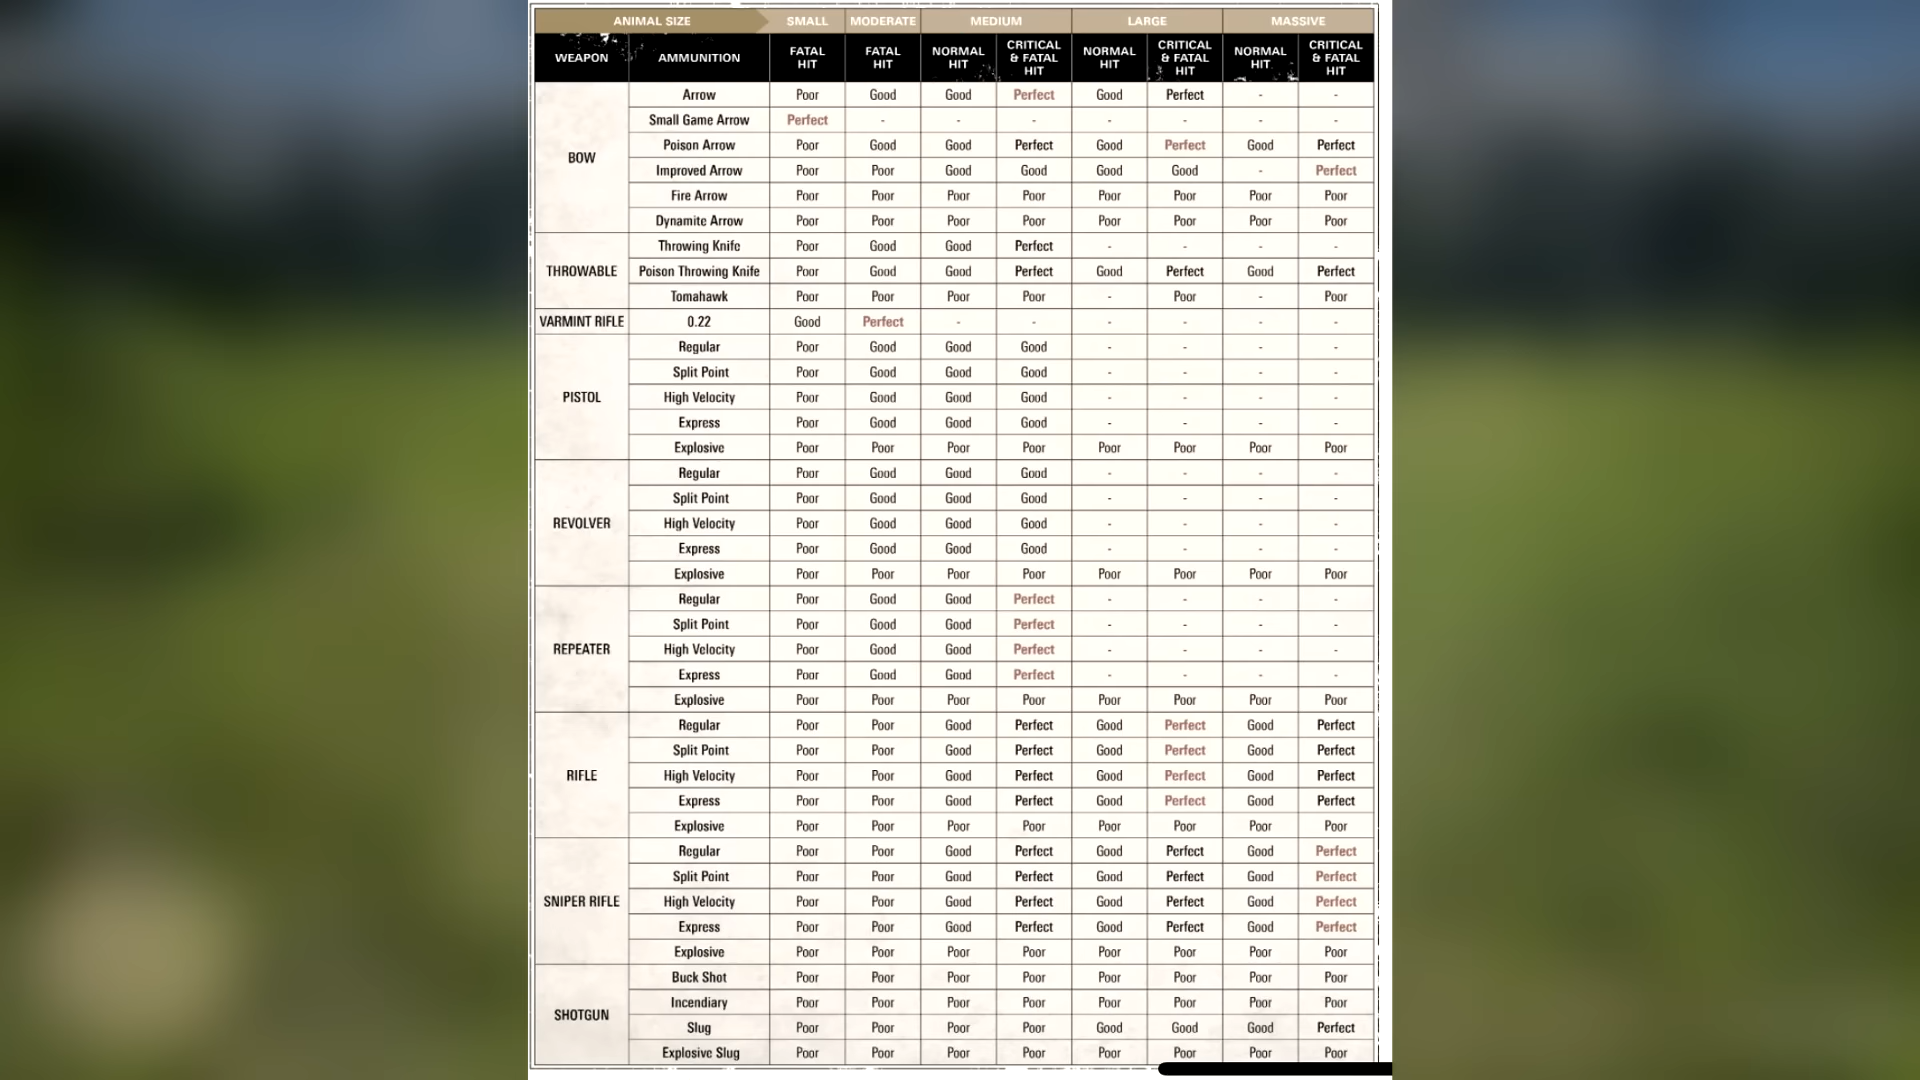 ANIMAL SIZE SMALL MODERATE MEDIUM LARGE MASSIVE
WEAPON AMMUNITION FATAL HIT FATAL HIT NORMAL HIT CRITICAL & FATAL HIT NORMAL HIT CRITICAL & FATAL HIT NORMAL HIT CRITICAL & FATAL HIT
BOW
Arrow Poor Good Good Perfect Good Perfect - -
Small Game Arrow Perfect - - - - - - -
Poison Arrow Poor Good Good Perfect Good Perfect Good Perfect
Improved Arrow Poor Poor Good Good Good Good - Perfect
Fire Arrow Poor Poor Poor Poor Poor Poor Poor Poor
Dynamite Arrow Poor Poor Poor Poor Poor Poor Poor Poor
THROWABLE
Throwing Knife Poor Good Good Perfect - - - -
Poison Throwing Knife Poor Good Good Perfect Good Perfect Good Perfect
Tomahawk Poor Poor Poor Poor - Poor - Poor
VARMINT RIFLE 0.22 Good Perfect - - - - - -
PISTOL
Regular Poor Good Good Good - - - -
Split Point Poor Good Good Good - - - -
High Velocity Poor Good Good Good - - - -
Express Poor Good Good Good - - - -
Explosive Poor Poor Poor Poor Poor Poor Poor Poor
REVOLVER
Regular Poor Good Good Good - - - -
Split Point Poor Good Good Good - - - -
High Velocity Poor Good Good Good - - - -
Express Poor Good Good Good - - - -
Explosive Poor Poor Poor Poor Poor Poor Poor Poor
REPEATER
Regular Poor Good Good Perfect - - - -
Split Point Poor Good Good Perfect - - - -
High Velocity Poor Good Good Perfect - - - -
Express Poor Good Good Perfect - - - -
Explosive Poor Poor Poor Poor Poor Poor Poor Poor
RIFLE
Regular Poor Poor Good Perfect Good Perfect Good Perfect
Split Point Poor Poor Good Perfect Good Perfect Good Perfect
High Velocity Poor Poor Good Perfect Good Perfect Good Perfect
Express Poor Poor Good Perfect Good Perfect Good Perfect
Explosive Poor Poor Poor Poor Poor Poor Poor Poor
SNIPER RIFLE
Regular Poor Poor Good Perfect Good Perfect Good Perfect
Split Point Poor Poor Good Perfect Good Perfect Good Perfect
High Velocity Poor Poor Good Perfect Good Perfect Good Perfect
Express Poor Poor Good Perfect Good Perfect Good Perfect
Explosive Poor Poor Poor Poor Poor Poor Poor Poor
SHOTGUN
Buck Shot Poor Poor Poor Poor Poor Poor Poor Poor
Incendiary Poor Poor Poor Poor Poor Poor Poor Poor
Slug Poor Poor Poor Poor Good Good Good Perfect
Explosive Slug Poor Poor Poor Poor Poor Poor Poor Poor